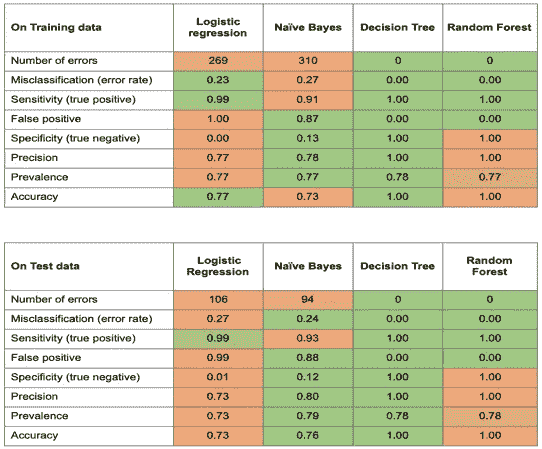 On Training data Logistic regression Naïve Bayes Decision Tree Random Forest
Number of errors 269 310 0 0
Misclassification (error rate) 0.23 0.27 0.00 0.00
Sensitivity (true positive) 0.99 0.91 1.00 1.00
False positive 1.00 0.87 0.00 0.00
Specificity (true negative) 0.00 0.13 1.00 1.00
Precision 0.77 0.78 1.00 1.00
Prevalence 0.77 0.77 0.78 0.77
Accuracy 0.77 0.73 1.00 1.00
On Test data Logistic Regression Naïve Bayes Decision Tree Random Forest
Number of errors 106 94 0 0
Misclassification (error rate) 0.27 0.24 0.00 0.00
Sensitivity (true positive) 0.99 0.93 1.00 1.00
False positive 0.99 0.88 0.00 0.00
Specificity (true negative) 0.01 0.12 1.00 1.00
Precision 0.73 0.80 1.00 1.00
Prevalence 0.73 0.79 0.78 0.78
Accuracy 0.73 0.76 1.00 1.00